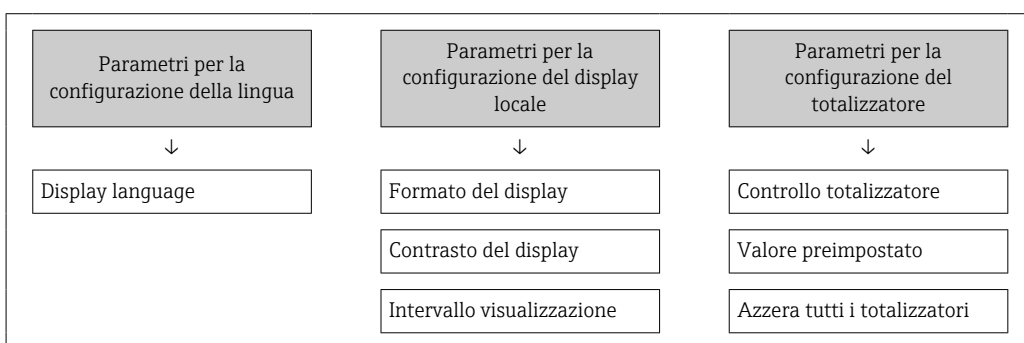 Parametri per la
configurazione della lingua
↓
Display language
Parametri per la
configurazione del display
locale
↓
Formato del display
Contrasto del display
Intervallo visualizzazione
Parametri per la
configurazione del
totalizzatore
↓
Controllo totalizzatore
Valore preimpostato
Azzera tutti i totalizzatori